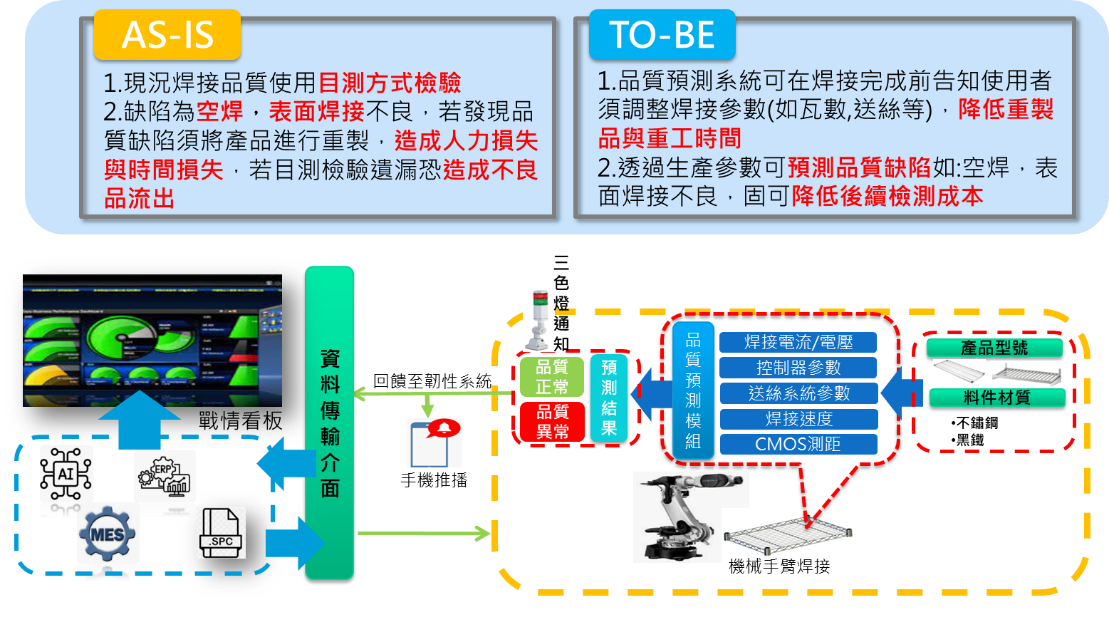 AS-IS
1.現況焊接品質使用目測方式檢驗
2.缺陷為空焊，表面焊接不良，若發現品
質缺陷須將產品進行重製，造成人力損失
與時間損失，若目測檢驗遺漏恐造成不良
品流出
TO-BE
1.品質預測系統可在焊接完成前告知使用者
須調整焊接參數(如瓦數,送絲等)，降低重製
品與重工時間
2.透過生產參數可預測品質缺陷如:空焊，表
面焊接不良，固可降低後續檢測成本
戰情看板
AI
ERP
MES
.SPC
資料傳輸介面
回饋至韌性系統
手機推播
三色燈通知
品質
正常
品質
異常
預測結果
品質預測模組
焊接電流/電壓
控制器參數
送絲系統參數
焊接速度
CMOS測距
產品型號
料件材質
•不鏽鋼
•黑鐵
機械手臂焊接